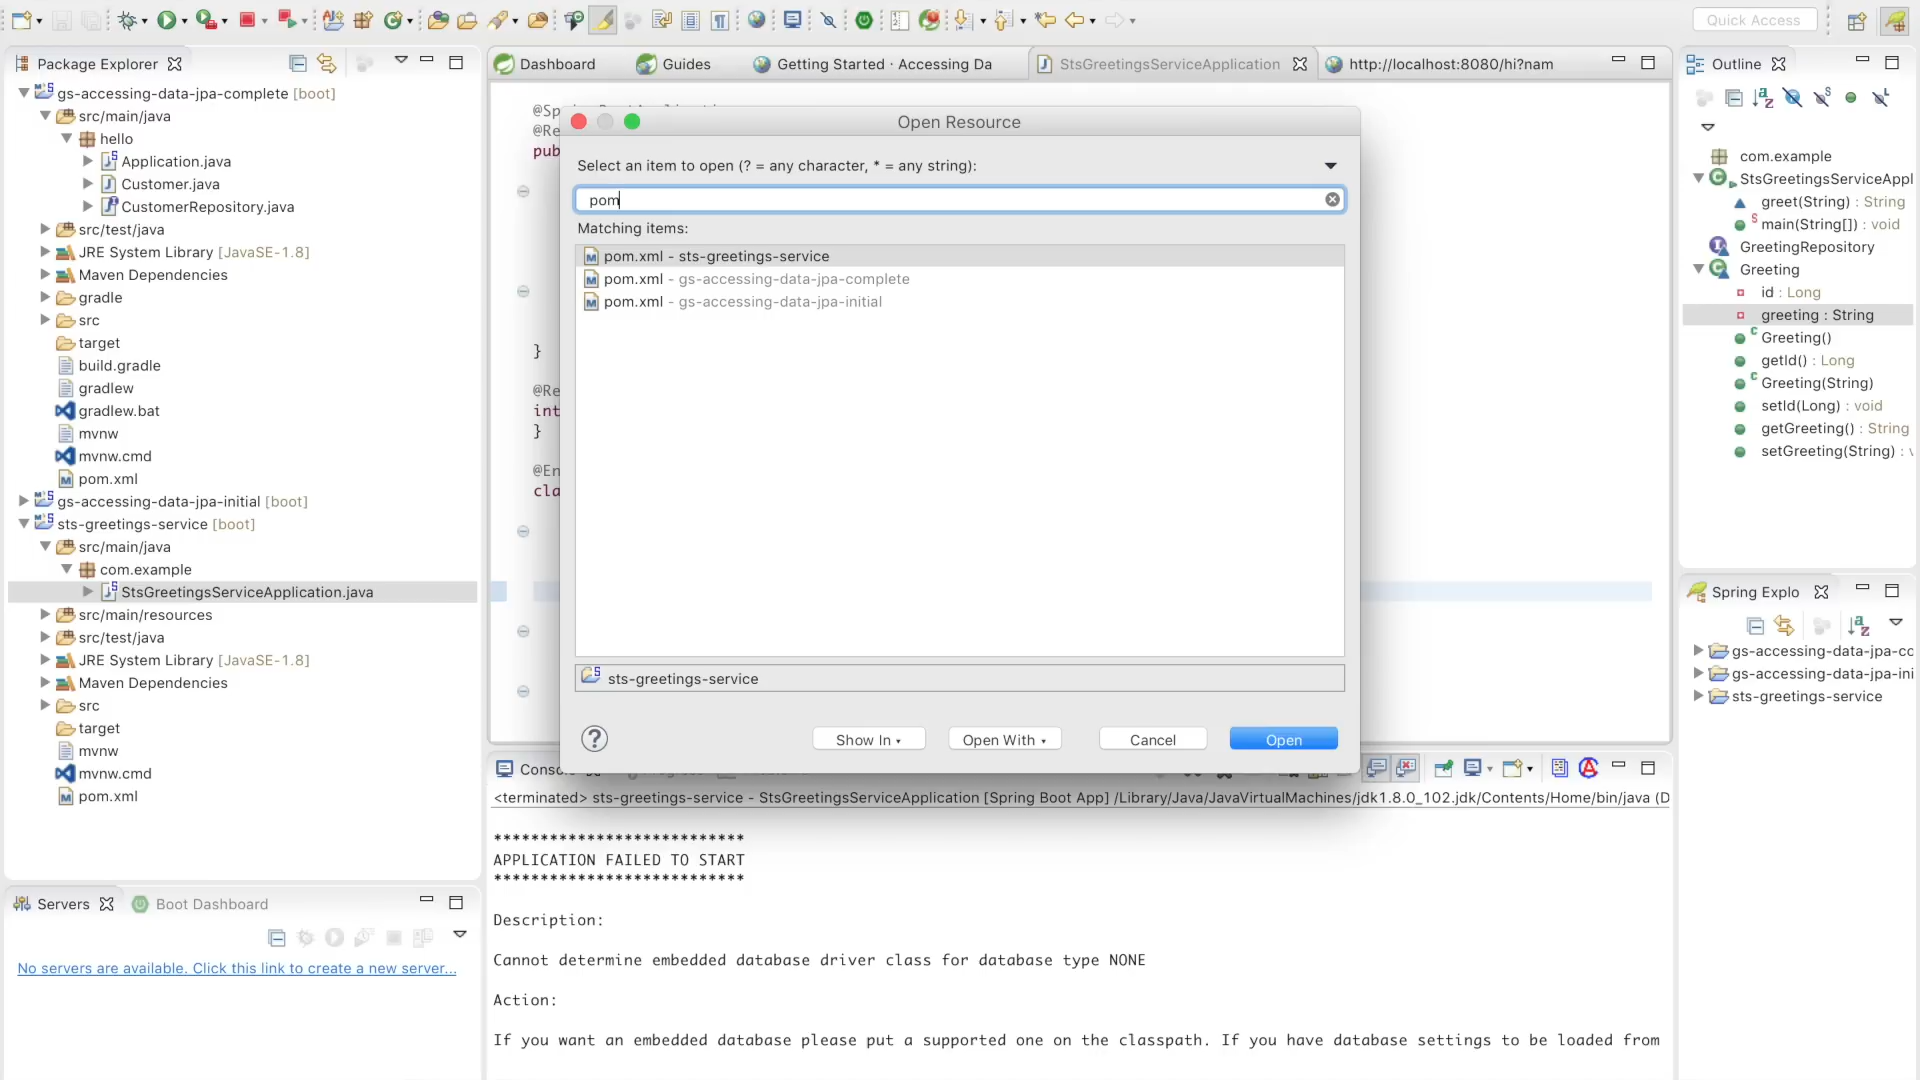 Quick Access
Package Explorer
gs-accessing-data-jpa-complete [boot]
src/main/java
hello
Application.java
Customer.java
CustomerRepository.java
src/test/java
JRE System Library [JavaSE-1.8]
Maven Dependencies
gradle
src
target
build.gradle
gradlew
gradlew.bat
mvnw
mvnw.cmd
pom.xml
gs-accessing-data-jpa-initial [boot]
sts-greetings-service [boot]
src/main/java
com.example
StsGreetingsServiceApplication.java
src/main/resources
src/test/java
JRE System Library [JavaSE-1.8]
Maven Dependencies
src
target
mvnw
mvnw.cmd
pom.xml
Servers
Boot Dashboard
No servers are available. Click this link to create a new server...
Dashboard
Guides
Getting Started · Accessing Da
StsGreetingsServiceApplication
http://localhost:8080/hi?nam
@Re
pub
}
@Re
int
}
@En
cla
Open Resource
Select an item to open (? = any character, * = any string):
pom
Matching items:
pom.xml - sts-greetings-service
pom.xml - gs-accessing-data-jpa-complete
pom.xml - gs-accessing-data-jpa-initial
sts-greetings-service
?
Show In
Open With
Cancel
Open
<terminated> sts-greetings-service - StsGreetingsServiceApplication [Spring Boot App] /Library/Java/JavaVirtualMachines/jdk1.8.0_102.jdk/Contents/Home/bin/java (D
***************************
APPLICATION FAILED TO START
***************************
Description:
Cannot determine embedded database driver class for database type NONE
Action:
If you want an embedded database please put a supported one on the classpath. If you have database settings to be loaded from
Outline
com.example
StsGreetingsServiceAppl
greet(String) : String
main(String[]) : void
GreetingRepository
Greeting
id : Long
greeting : String
Greeting()
getId() : Long
Greeting(String)
setId(Long) : void
getGreeting() : String
setGreeting(String) : v
Spring Explo
gs-accessing-data-jpa-co
gs-accessing-data-jpa-ini
sts-greetings-service